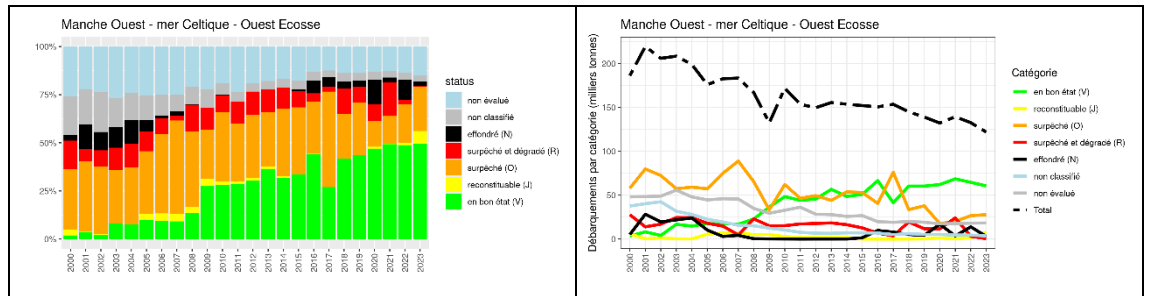 Manche Ouest - mer Celtique - Ouest Ecosse
100%
75%
50%
25%
0%
2000 2001 2002 2003 2004 2005 2006 2007 2008 2009 2010 2011 2012 2013 2014 2015 2016 2017 2018 2019 2020 2021 2022 2023
status
non évalué
non classifié
effondré (N)
surpêché et dégradé (R)
surpêché (O)
reconstituable (J)
en bon état (V)
Manche Ouest - mer Celtique - Ouest Ecosse
Débarquements par catégorie (milliers tonnes)
200
150
100
50
0
2000 2001 2002 2003 2004 2005 2006 2007 2008 2009 2010 2011 2012 2013 2014 2015 2016 2017 2018 2019 2020 2021 2022 2023
Catégorie
en bon état (V)
reconstituable (J)
surpêché (O)
surpêché et dégradé (R)
effondré (N)
non classifié
non évalué
Total